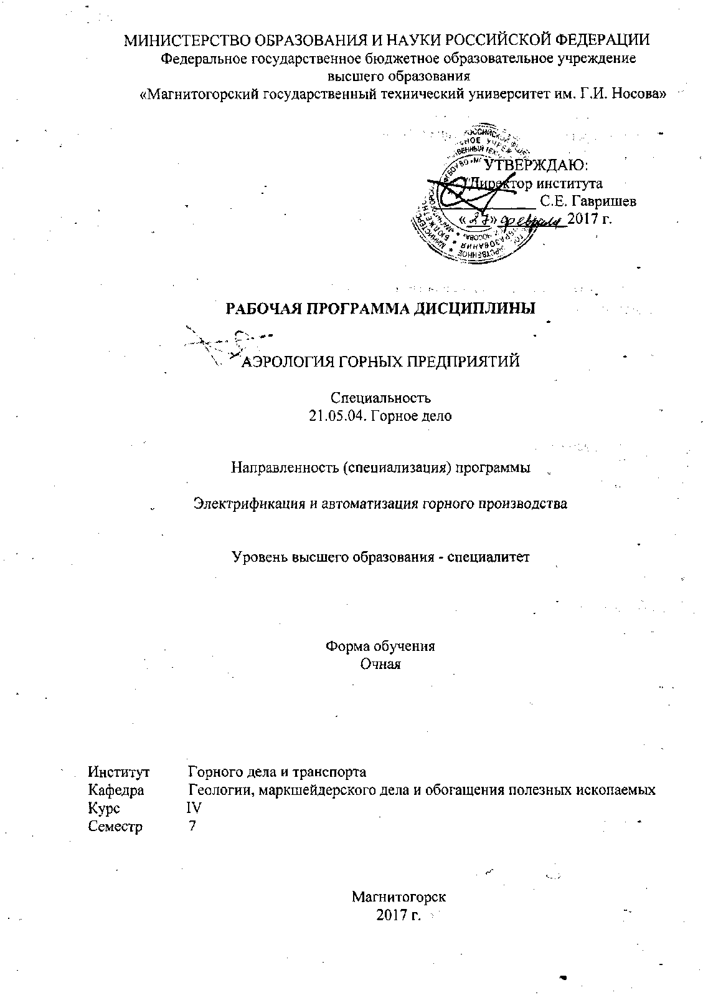 МИНИСТЕРСТВО ОБРАЗОВАНИЯ И НАУКИ РОССИЙСКОЙ ФЕДЕРАЦИИ
Федеральное государственное бюджетное образовательное учреждение
высшего образования
«Магнитогорский государственный технический университет им. Г.И. Носова»
УТВЕРЖДАЮ:
Директор института
С.Е. Гавришев
«27» февраля 2017 г.
РАБОЧАЯ ПРОГРАММА ДИСЦИПЛИНЫ
АЭРОЛОГИЯ ГОРНЫХ ПРЕДПРИЯТИЙ
Специальность
21.05.04. Горное дело
Направленность (специализация) программы
Электрификация и автоматизация горного производства
Уровень высшего образования - специалитет
Форма обучения
Очная
Институт Горного дела и транспорта
Кафедра Геологии, маркшейдерского дела и обогащения полезных ископаемых
Курс IV
Семестр 7
Магнитогорск
2017 г.